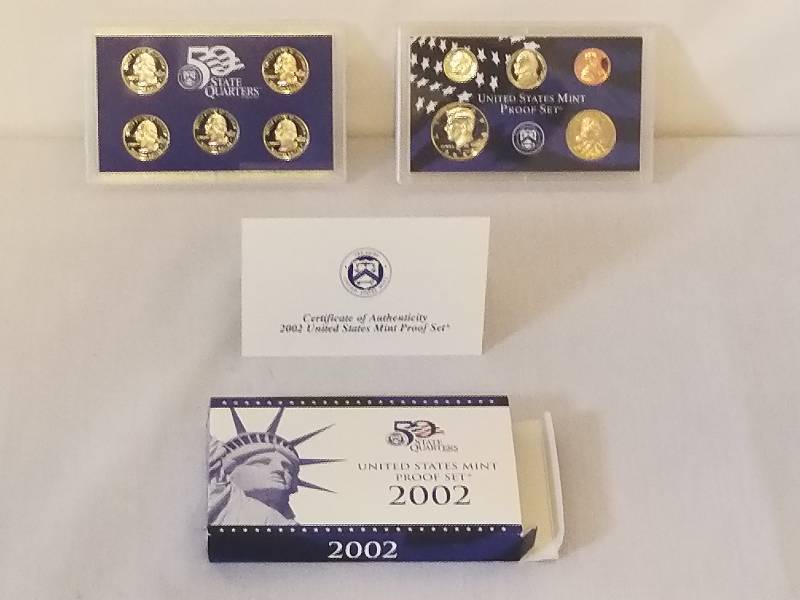 50
STATE
QUARTERS
UNITED STATES MINT
PROOF SET
Certificate of Authenticity
2002 United States Mint Proof Set®
50
STATE
QUARTERS
UNITED STATES MINT
PROOF SET
2002
2002